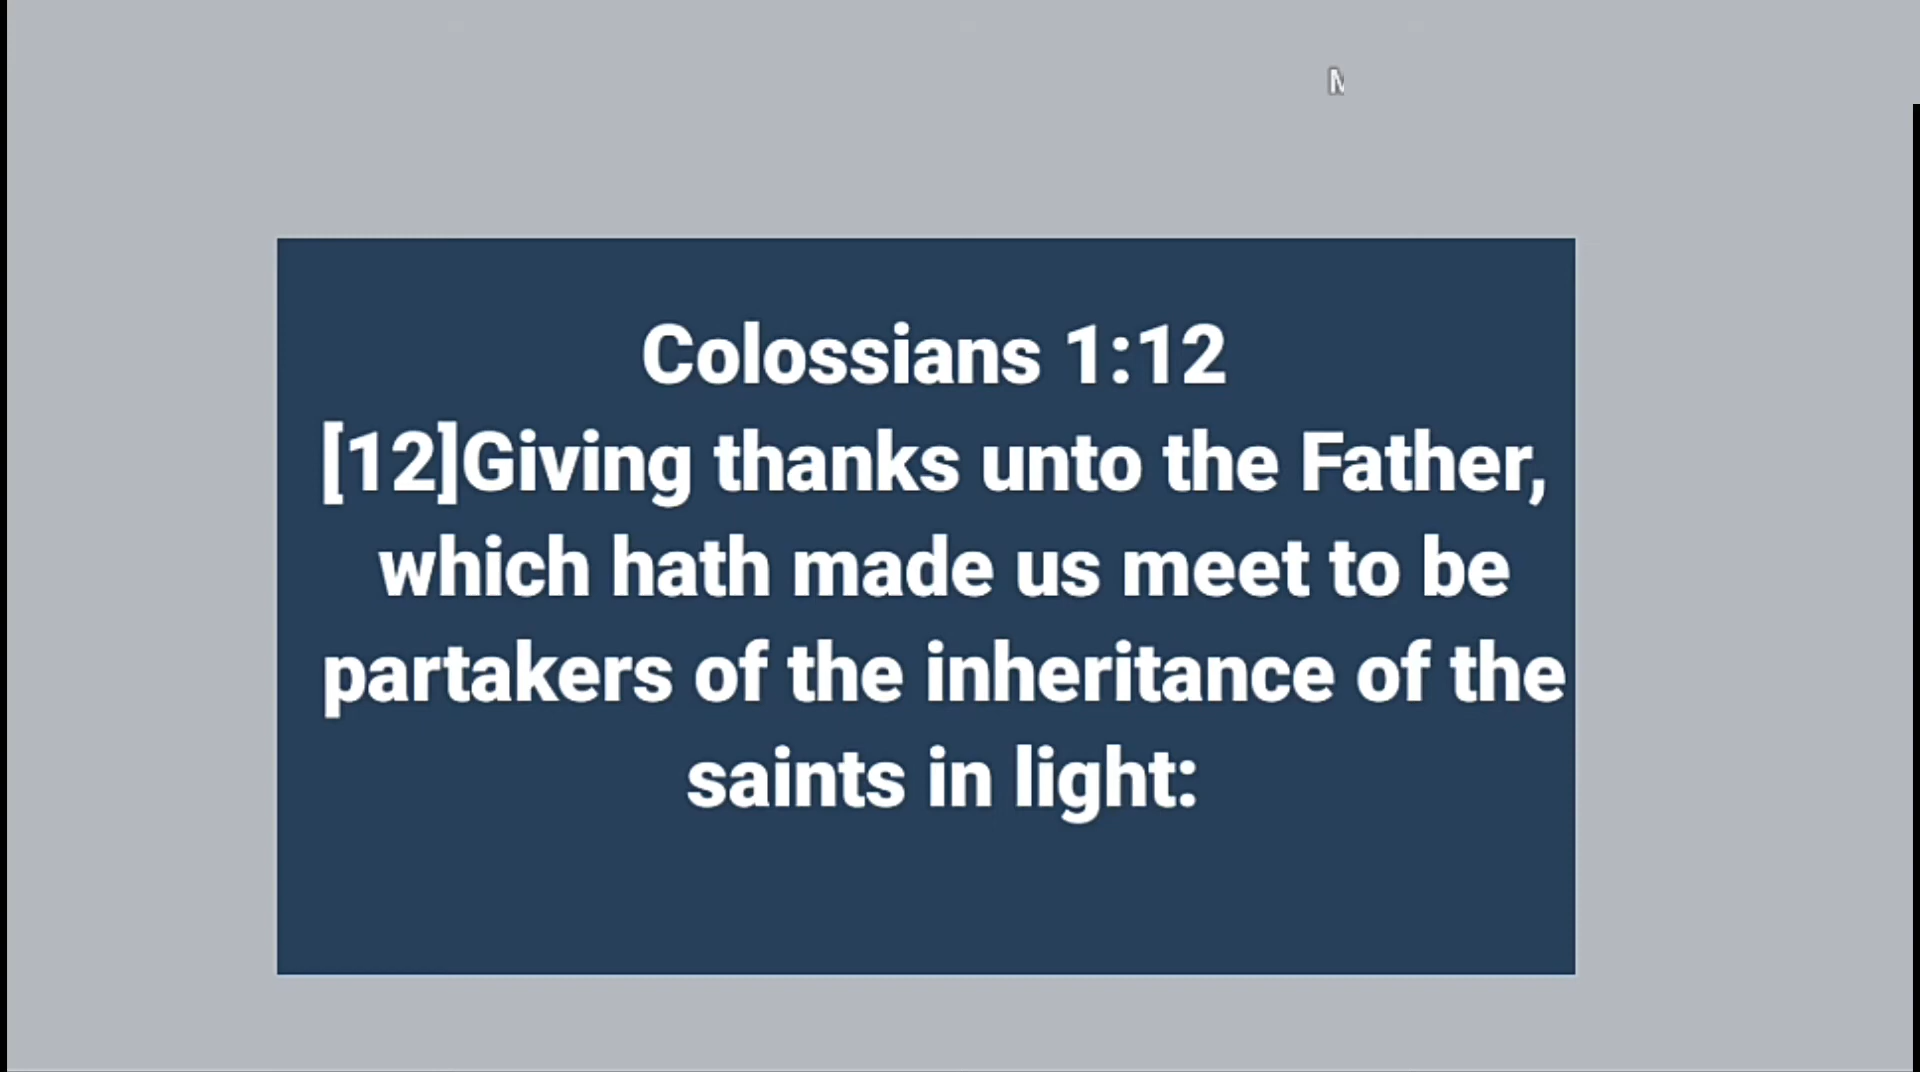 Colossians 1:12
[12]Giving thanks unto the Father,
which hath made us meet to be
partakers of the inheritance of the
saints in light: